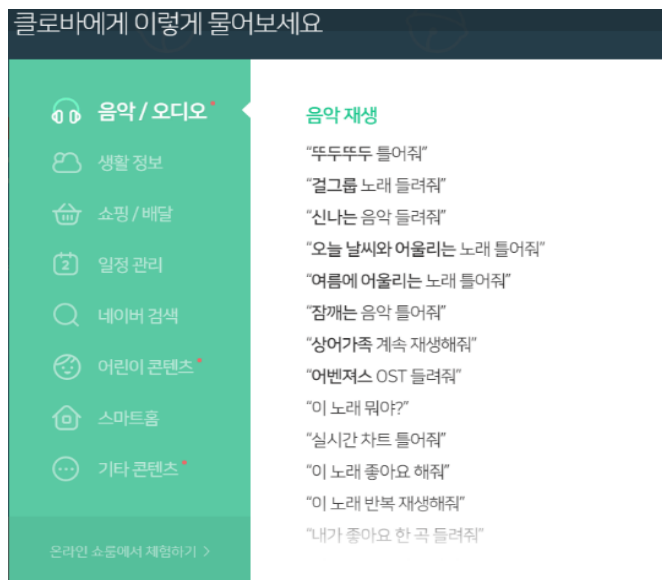 클로바에게 이렇게 물어보세요
음악 / 오디오 *
생활 정보
쇼핑 / 배달
2
일정 관리
네이버 검색
어린이 콘텐츠 *
스마트홈
기타 콘텐츠 *
온라인 쇼룸에서 체험하기 >
음악 재생
“뚜두뚜두 틀어줘”
“걸그룹 노래 들려줘”
“신나는 음악 들려줘”
“오늘 날씨와 어울리는 노래 틀어줘”
“여름에 어울리는 노래 틀어줘”
“잠깨는 음악 틀어줘”
“상어가족 계속 재생해줘”
“어벤져스 OST 들려줘”
“이 노래 뭐야?”
“실시간 차트 틀어줘”
“이 노래 좋아요 해줘”
“이 노래 반복 재생해줘”
“내가 좋아요 한 곡 들려줘”